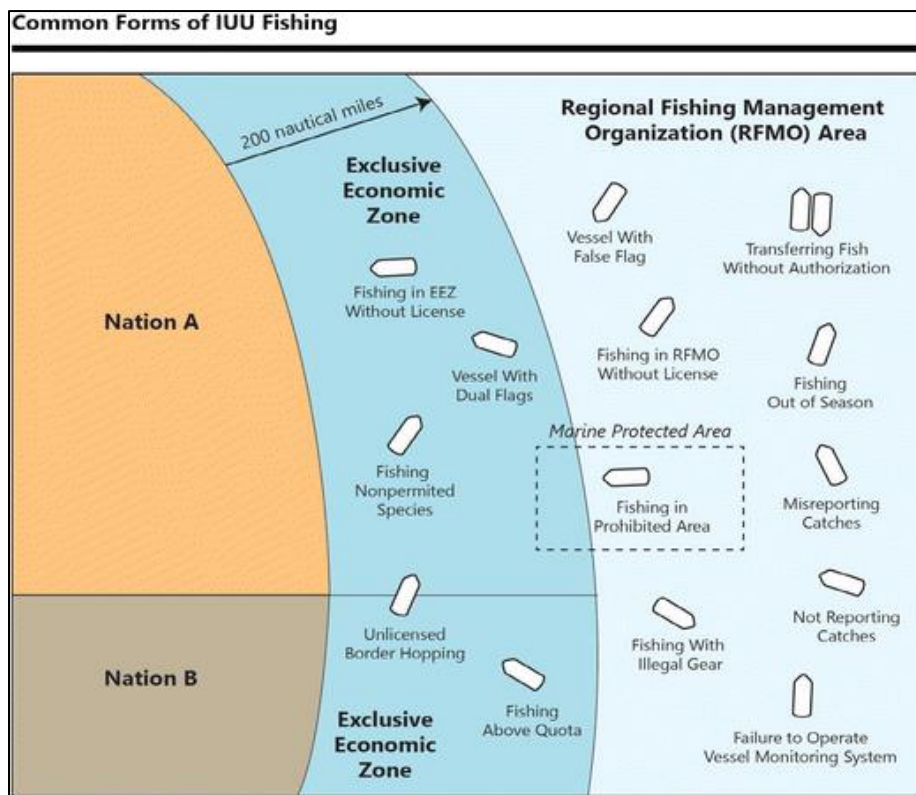 Common Forms of IUU Fishing
200 nautical miles
Exclusive
Economic
Zone
Regional Fishing Management
Organization (RFMO) Area
Vessel With
False Flag
Transferring Fish
Without Authorization
Fishing in EEZ
Without License
Nation A
Vessel With
Dual Flags
Fishing in RFMO
Without License
Fishing
Out of Season
Marine Protected Area
Fishing
Nonpermited
Species
Fishing in
Prohibited Area
Misreporting
Catches
Unlicensed
Border Hopping
Fishing With
Illegal Gear
Not Reporting
Catches
Nation B
Fishing
Above Quota
Exclusive
Economic
Zone
Failure to Operate
Vessel Monitoring System